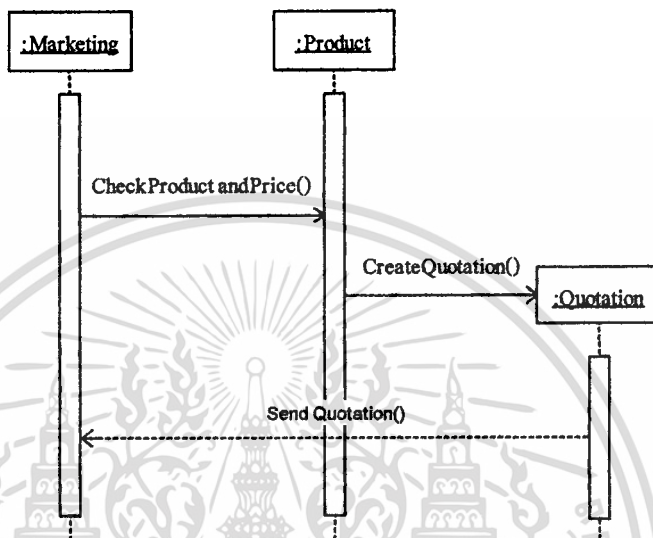 :Marketing
:Product
CheckProduct andPrice()
CreateQuotation()
:Quotation
Send Quotation()